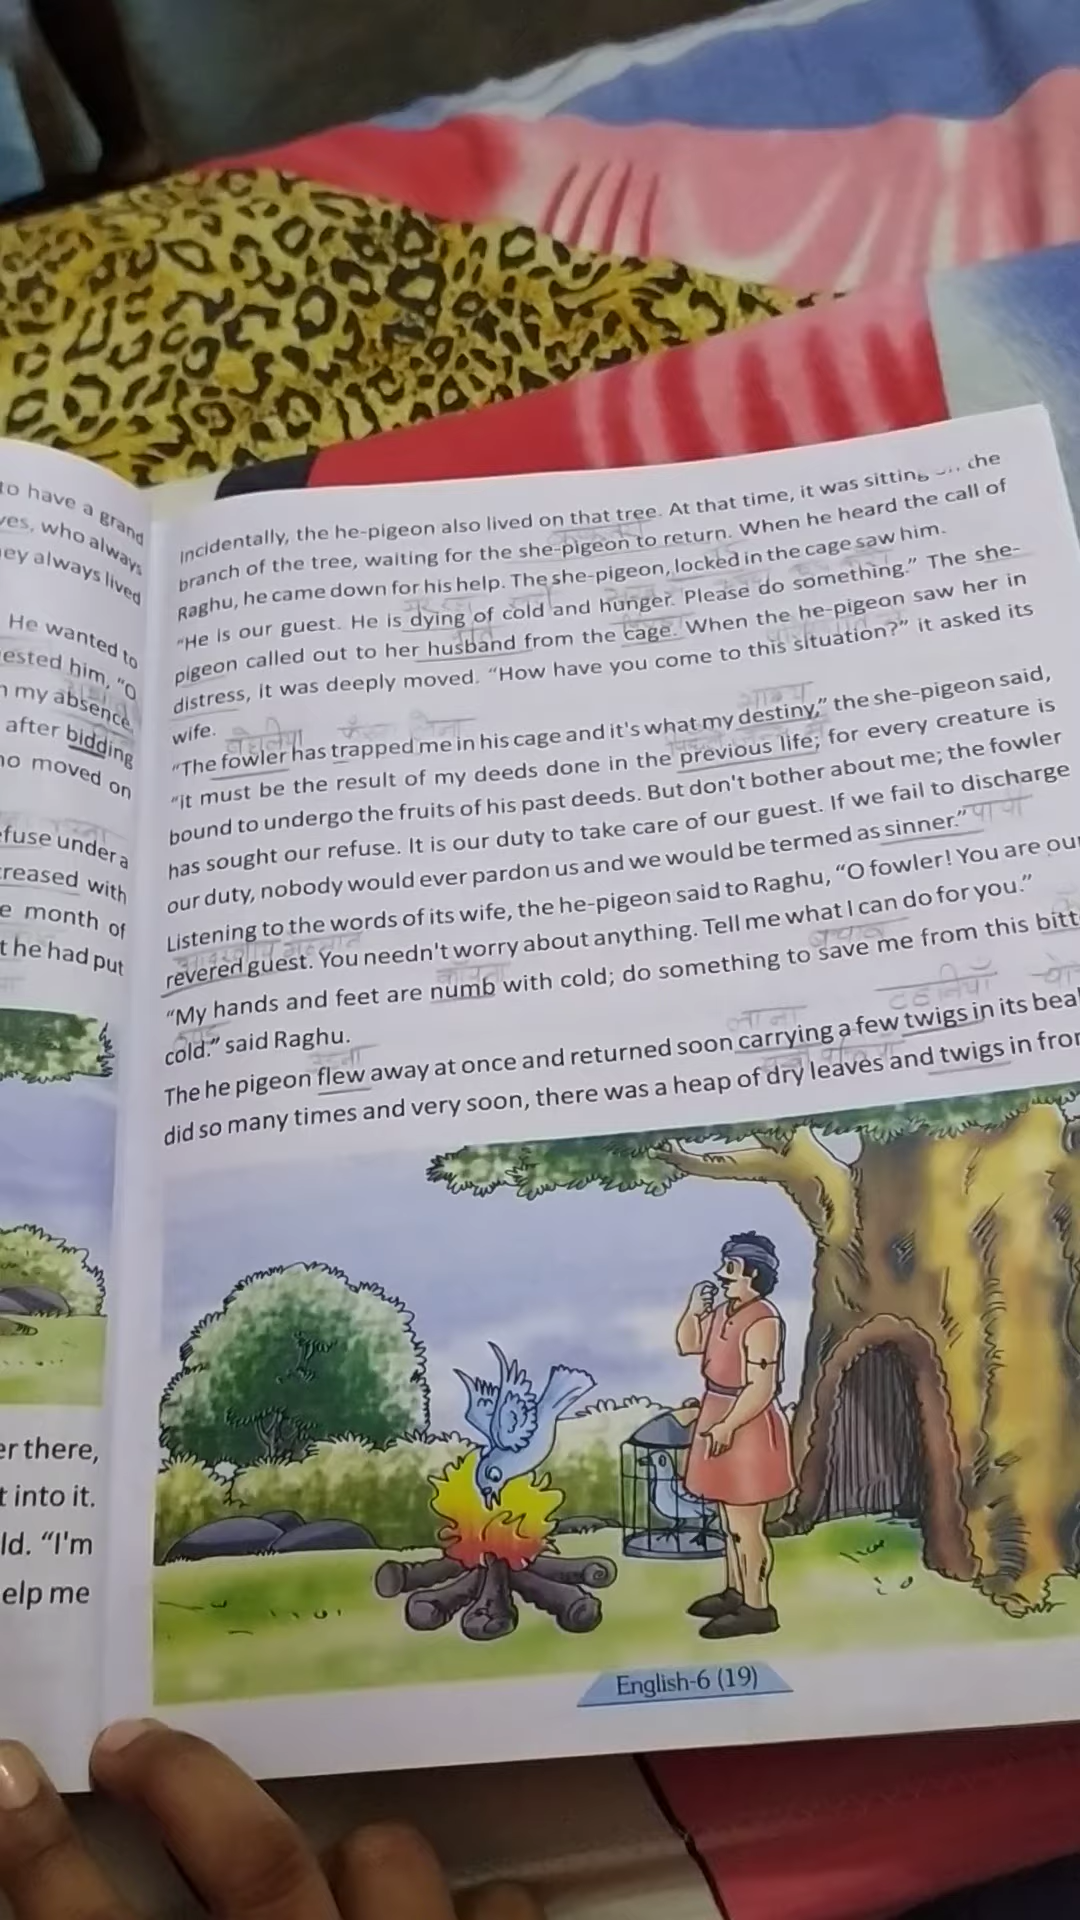 to have a grand
ves, who always
ey always lived
He wanted to
ested him, "O
n my absence
after bidding
no moved on
efuse under a
creased with
e month of
t he had put
er there,
t into it.
ld. "I'm
elp me
Incidentally, the he-pigeon also lived on that tree. At that time, it was sitting the
branch of the tree, waiting for the she-pigeon to return. When he heard the call of
Raghu, he came down for his help. The she-pigeon, locked in the cage saw him.
"He is our guest. He is dying of cold and hunger. Please do something." The she-
pigeon called out to her husband from the cage. When the he-pigeon saw her in
distress, it was deeply moved. "How have you come to this situation?" it asked its
wife.
भाग्य
बहेलिया फँसा लेना
"The fowler has trapped me in his cage and it's what my destiny," the she-pigeon said,
"it must be the result of my deeds done in the previous life; for every creature is
bound to undergo the fruits of his past deeds. But don't bother about me; the fowler
has sought our refuse. It is our duty to take care of our guest. If we fail to discharge
our duty, nobody would ever pardon us and we would be termed as sinner." पापी
Listening to the words of its wife, the he-pigeon said to Raghu, "O fowler! You are our
revered guest. You needn't worry about anything. Tell me what I can do for you."
"My hands and feet are numb with cold; do something to save me from this bitt
cold." said Raghu.
टहनियाँ
लाना
The he pigeon flew away at once and returned soon carrying a few twigs in its bea
did so many times and very soon, there was a heap of dry leaves and twigs in fron
English-6 (19)